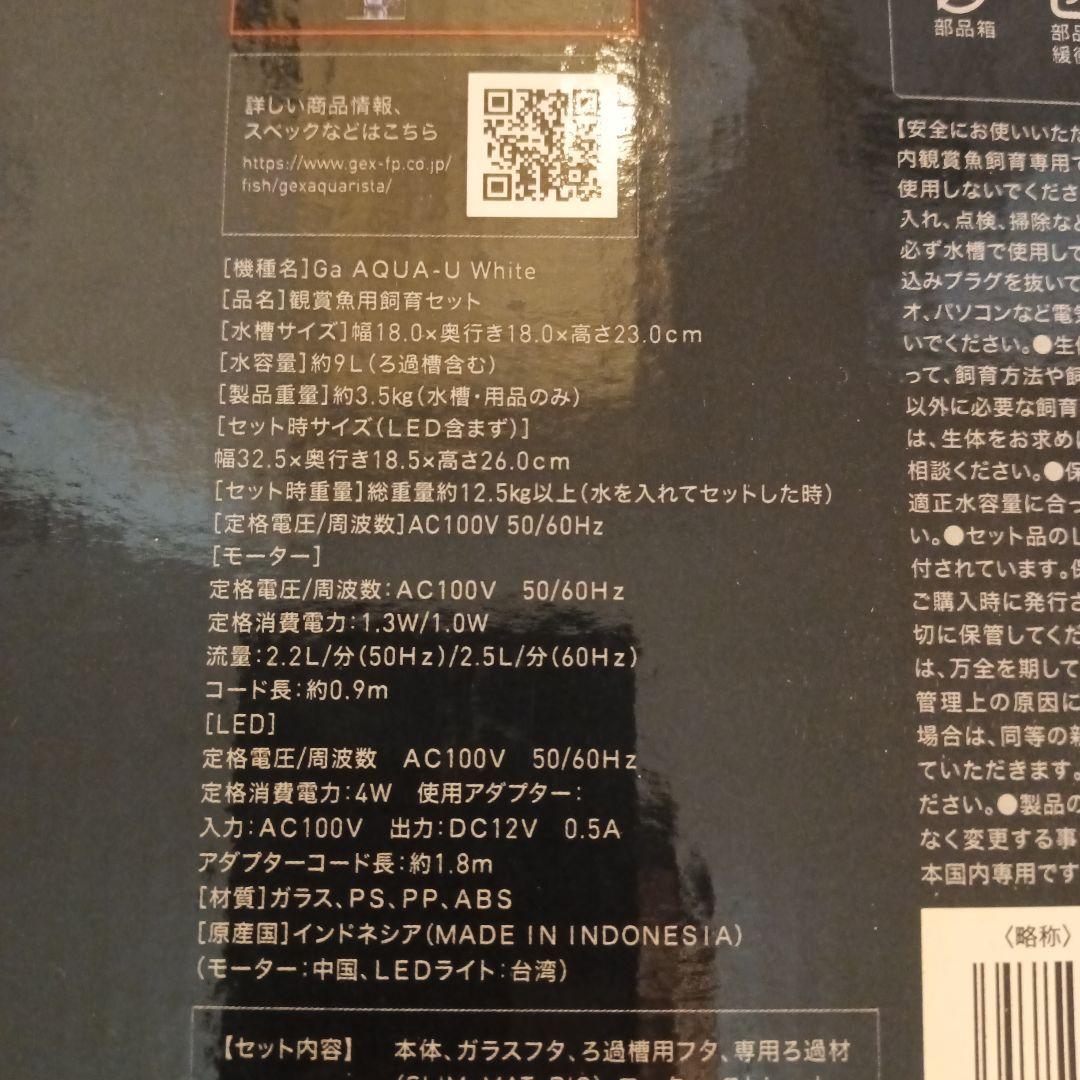 部品箱
詳しい商品情報、
スペックなどはこちら
https://www.gex-fp.co.jp/
fish/gexaquarista/
[機種名]Ga AQUA-U White
[品名]観賞魚用飼育セット
[水槽サイズ]幅18.0×奥行き18.0×高さ23.0cm
[水容量]約9L(ろ過槽含む)
[製品重量]約3.5kg(水槽・用品のみ)
[セット時サイズ(LED含まず)]
幅32.5×奥行き18.5×高さ26.0cm
[セット時重量]総重量約12.5kg以上(水を入れてセットした時)
[定格電圧/周波数]AC100V 50/60Hz
[モーター]
定格電圧/周波数:AC100V 50/60Hz
定格消費電力:1.3W/1.0W
流量:2.2L/分(50Hz)/2.5L/分(60Hz)
コード長:約0.9m
[LED]
定格電圧/周波数 AC100V 50/60Hz
定格消費電力:4W 使用アダプター:
入力:AC100V 出力:DC12V 0.5A
アダプターコード長:約1.8m
[材質]ガラス、PS、PP、ABS
[原産国]インドネシア(MADE IN INDONESIA)
(モーター:中国、LEDライト:台湾)
【セット内容】 本体、ガラスフタ、ろ過槽用フタ、専用ろ過材
【安全にお使いいただ
内観賞魚飼育専用で
使用しないでくださ
入れ、点検、掃除など
必ず水槽で使用して
込みプラグを抜いて
オ、パソコンなど電気
いでください。●生体
って、飼育方法や飼
以外に必要な飼育
は、生体をお求め
相談ください。●保
適正水容量に合っ
い。●セット品のL
付されています。保
ご購入時に発行さ
切に保管してくだ
は、万全を期して
管理上の原因に
場合は、同等の新
ていただきます。
ださい。●製品の
なく変更する事
本国内専用です
〈略称〉